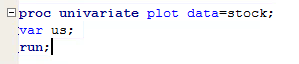 proc univariate plot data=stock;
var us;
run;